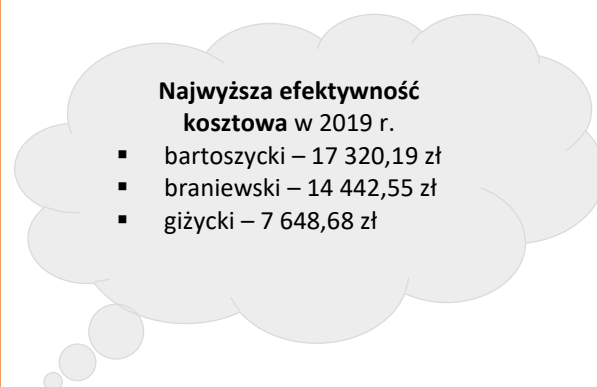 Najwyższa efektywność
kosztowa w 2019 r.
▪ bartoszycki – 17 320,19 zł
▪ braniewski – 14 442,55 zł
▪ giżycki – 7 648,68 zł